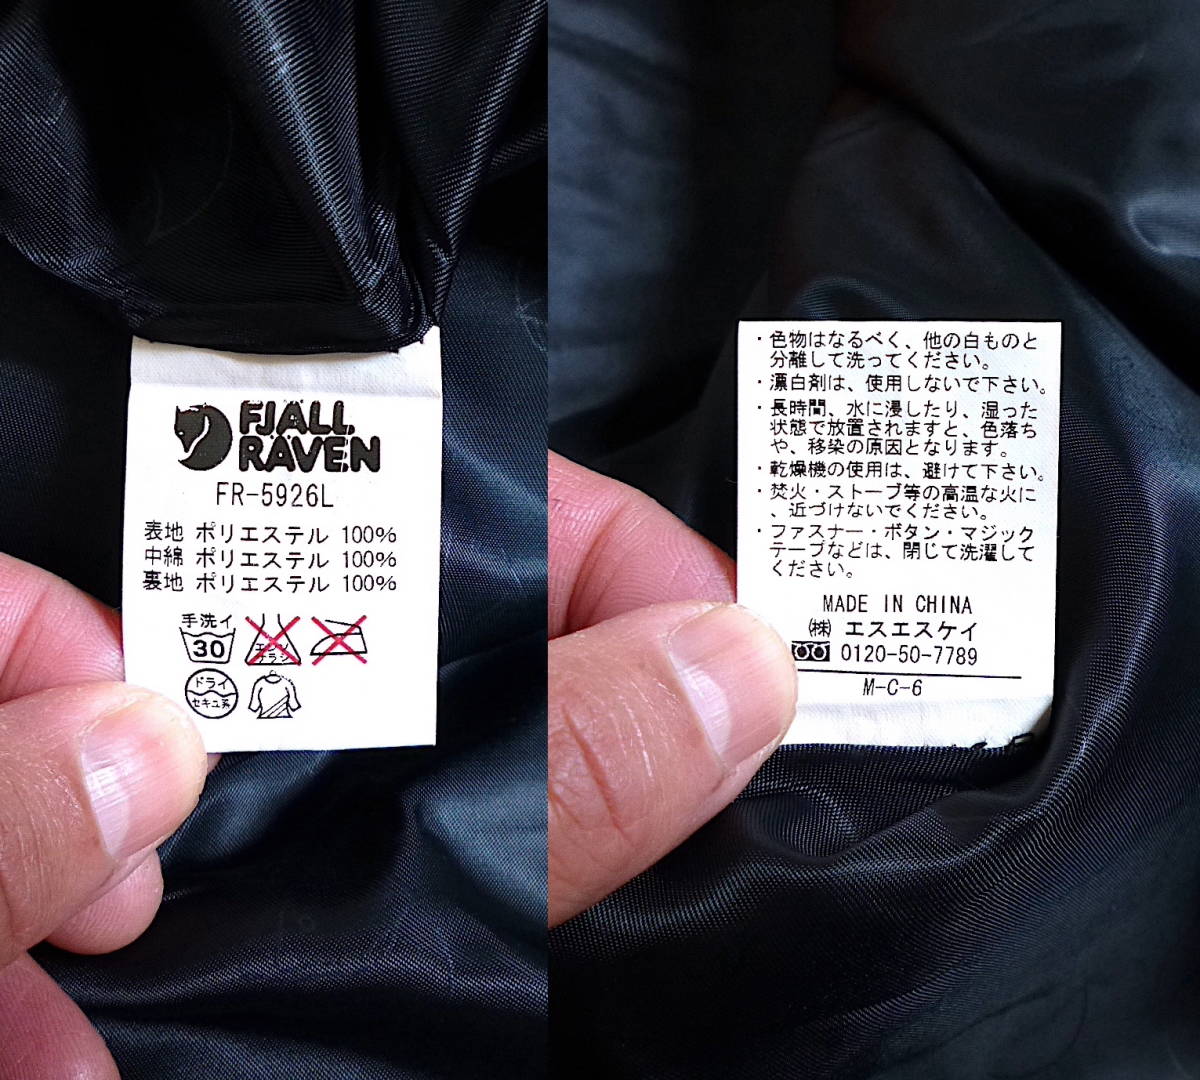 FJÄLL
RÄVEN
FR-5926L
表地 ポリエステル 100%
中綿 ポリエステル 100%
裏地 ポリエステル 100%
手洗イ
30
エンソ
チラシ
ドライ
セキユ系
・色物はなるべく、他の白ものと
分離して洗ってください。
・漂白剤は、使用しないで下さい。
・長時間、水に浸したり、湿った
状態で放置されますと、色落ち
や、移染の原因となります。
・乾燥機の使用は、避けて下さい。
・焚火・ストーブ等の高温な火に
、近づけないでください。
・ファスナー・ボタン・マジック
テープなどは、閉じて洗濯して
ください。
MADE IN CHINA
㈱ エスエスケイ
0120-50-7789
M-C-6